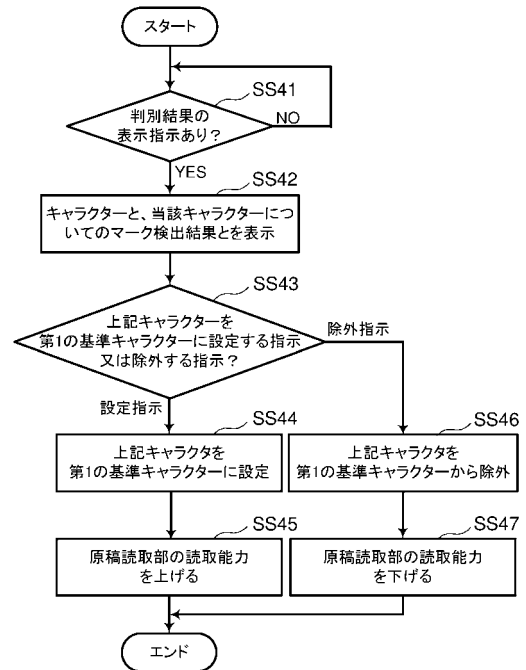 スタート
SS41
判別結果の
表示指示あり?
NO
YES
SS42
キャラクターと、当該キャラクターにつ
いてのマーク検出結果とを表示
SS43
上記キャラクターを
第1の基準キャラクターに設定する指示
又は除外する指示?
除外指示
設定指示
SS44
上記キャラクタを
第1の基準キャラクターに設定
SS46
上記キャラクタを
第1の基準キャラクターから除外
SS45
原稿読取部の読取能力
を上げる
SS47
原稿読取部の読取能力
を下げる
エンド